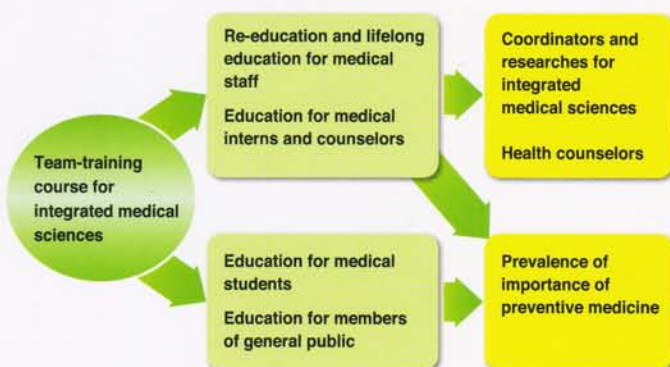 Team-training
course for
integrated medical
sciences
Re-education and lifelong
education for medical
staff
Education for medical
interns and counselors
Education for medical
students
Education for members
of general public
Coordinators and
researches for
integrated
medical sciences
Health counselors
Prevalence of
importance of
preventive medicine